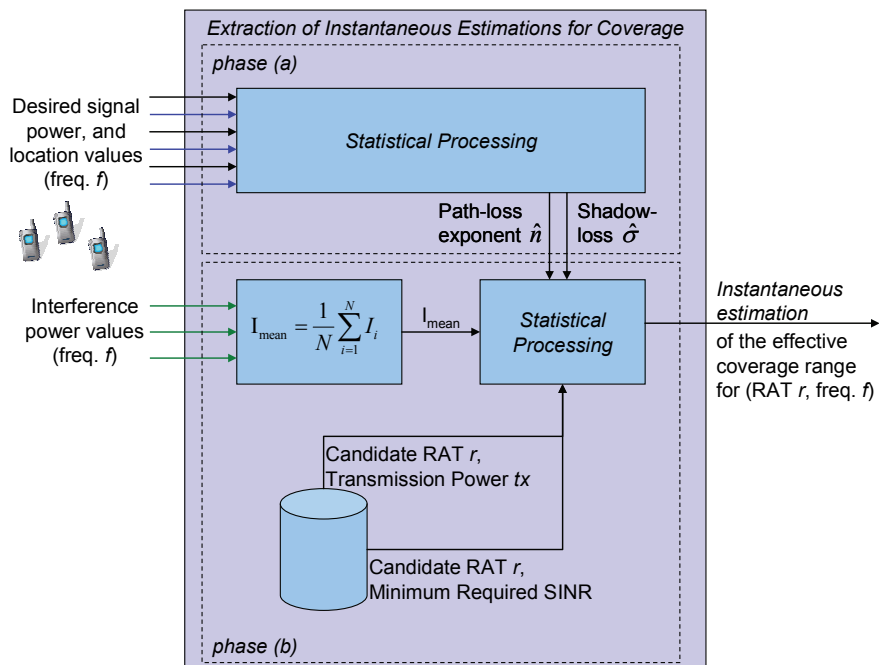 Extraction of Instantaneous Estimations for Coverage
phase (a)
Desired signal
power, and
location values
(freq. f)
Statistical Processing
Path-loss
exponent n̂
Shadow-
loss σ̂
Interference
power values
(freq. f)
I_mean = 1/N ∑_{i=1}^{N} I_i
I_mean
Statistical
Processing
Instantaneous
estimation
of the effective
coverage range
for (RAT r, freq. f)
Candidate RAT r,
Transmission Power tx
Candidate RAT r,
Minimum Required SINR
phase (b)